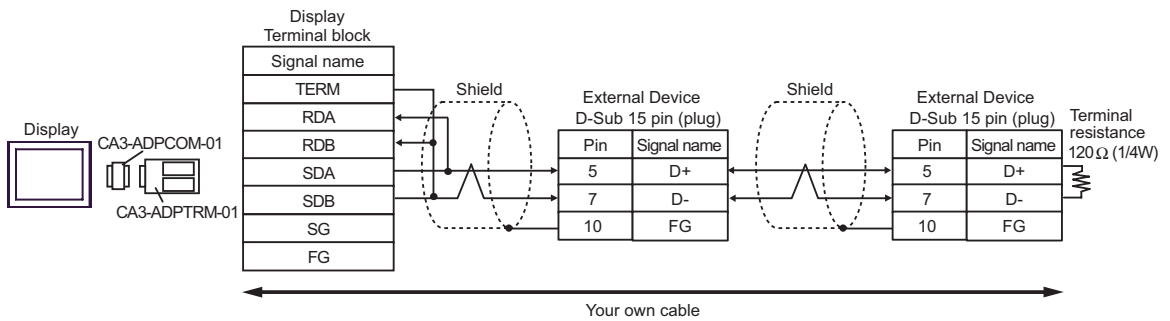 Display
CA3-ADPCOM-01
CA3-ADPTRM-01
Display
Terminal block
Signal name
TERM
RDA
RDB
SDA
SDB
SG
FG
Shield
External Device
D-Sub 15 pin (plug)
Pin Signal name
5 D+
7 D-
10 FG
Shield
External Device
D-Sub 15 pin (plug)
Pin Signal name
5 D+
7 D-
10 FG
Terminal
resistance
120Ω (1/4W)
Your own cable